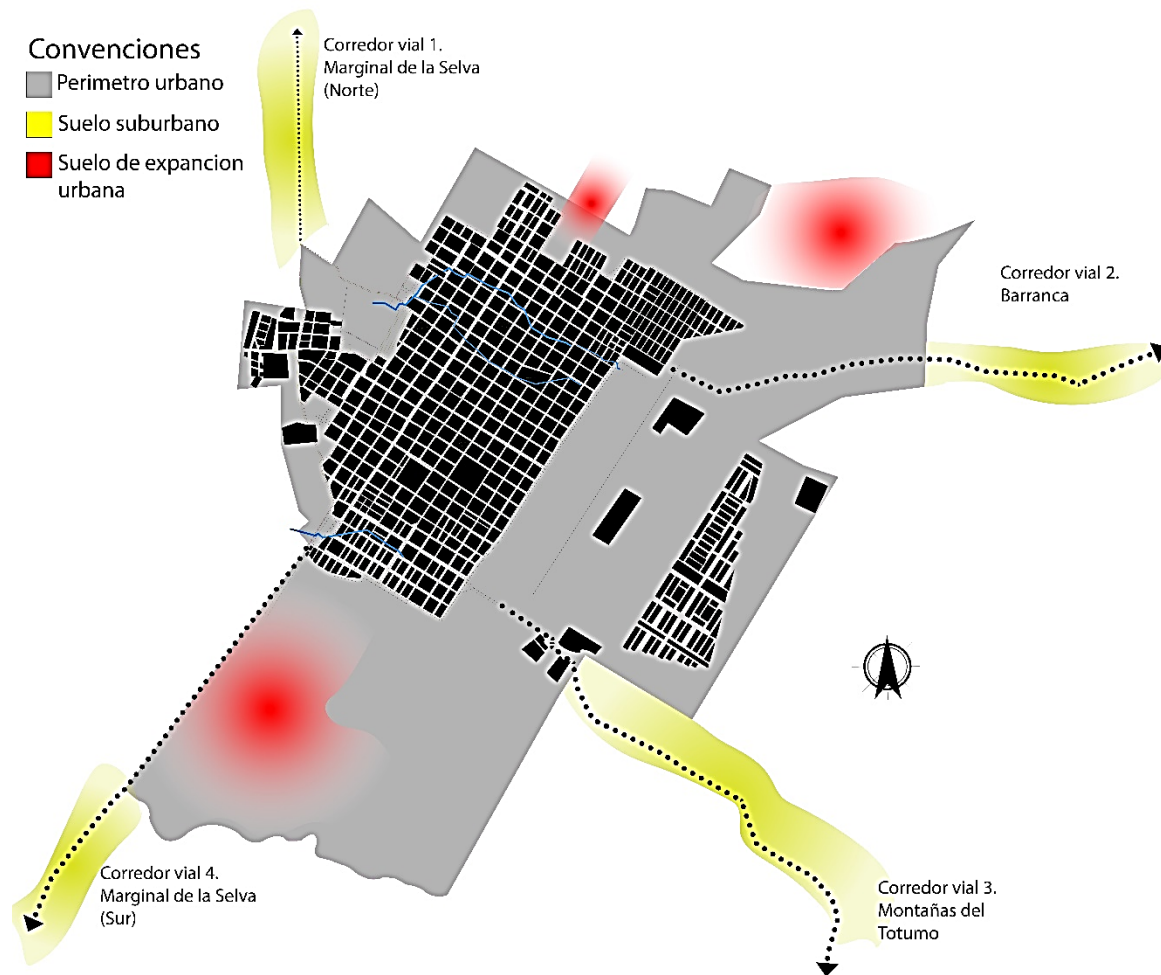 Convenciones
Perimetro urbano
Suelo suburbano
Suelo de expancion
urbana
Corredor vial 1.
Marginal de la Selva
(Norte)
Corredor vial 2.
Barranca
Corredor vial 4.
Marginal de la Selva
(Sur)
Corredor vial 3.
Montañas del
Totumo